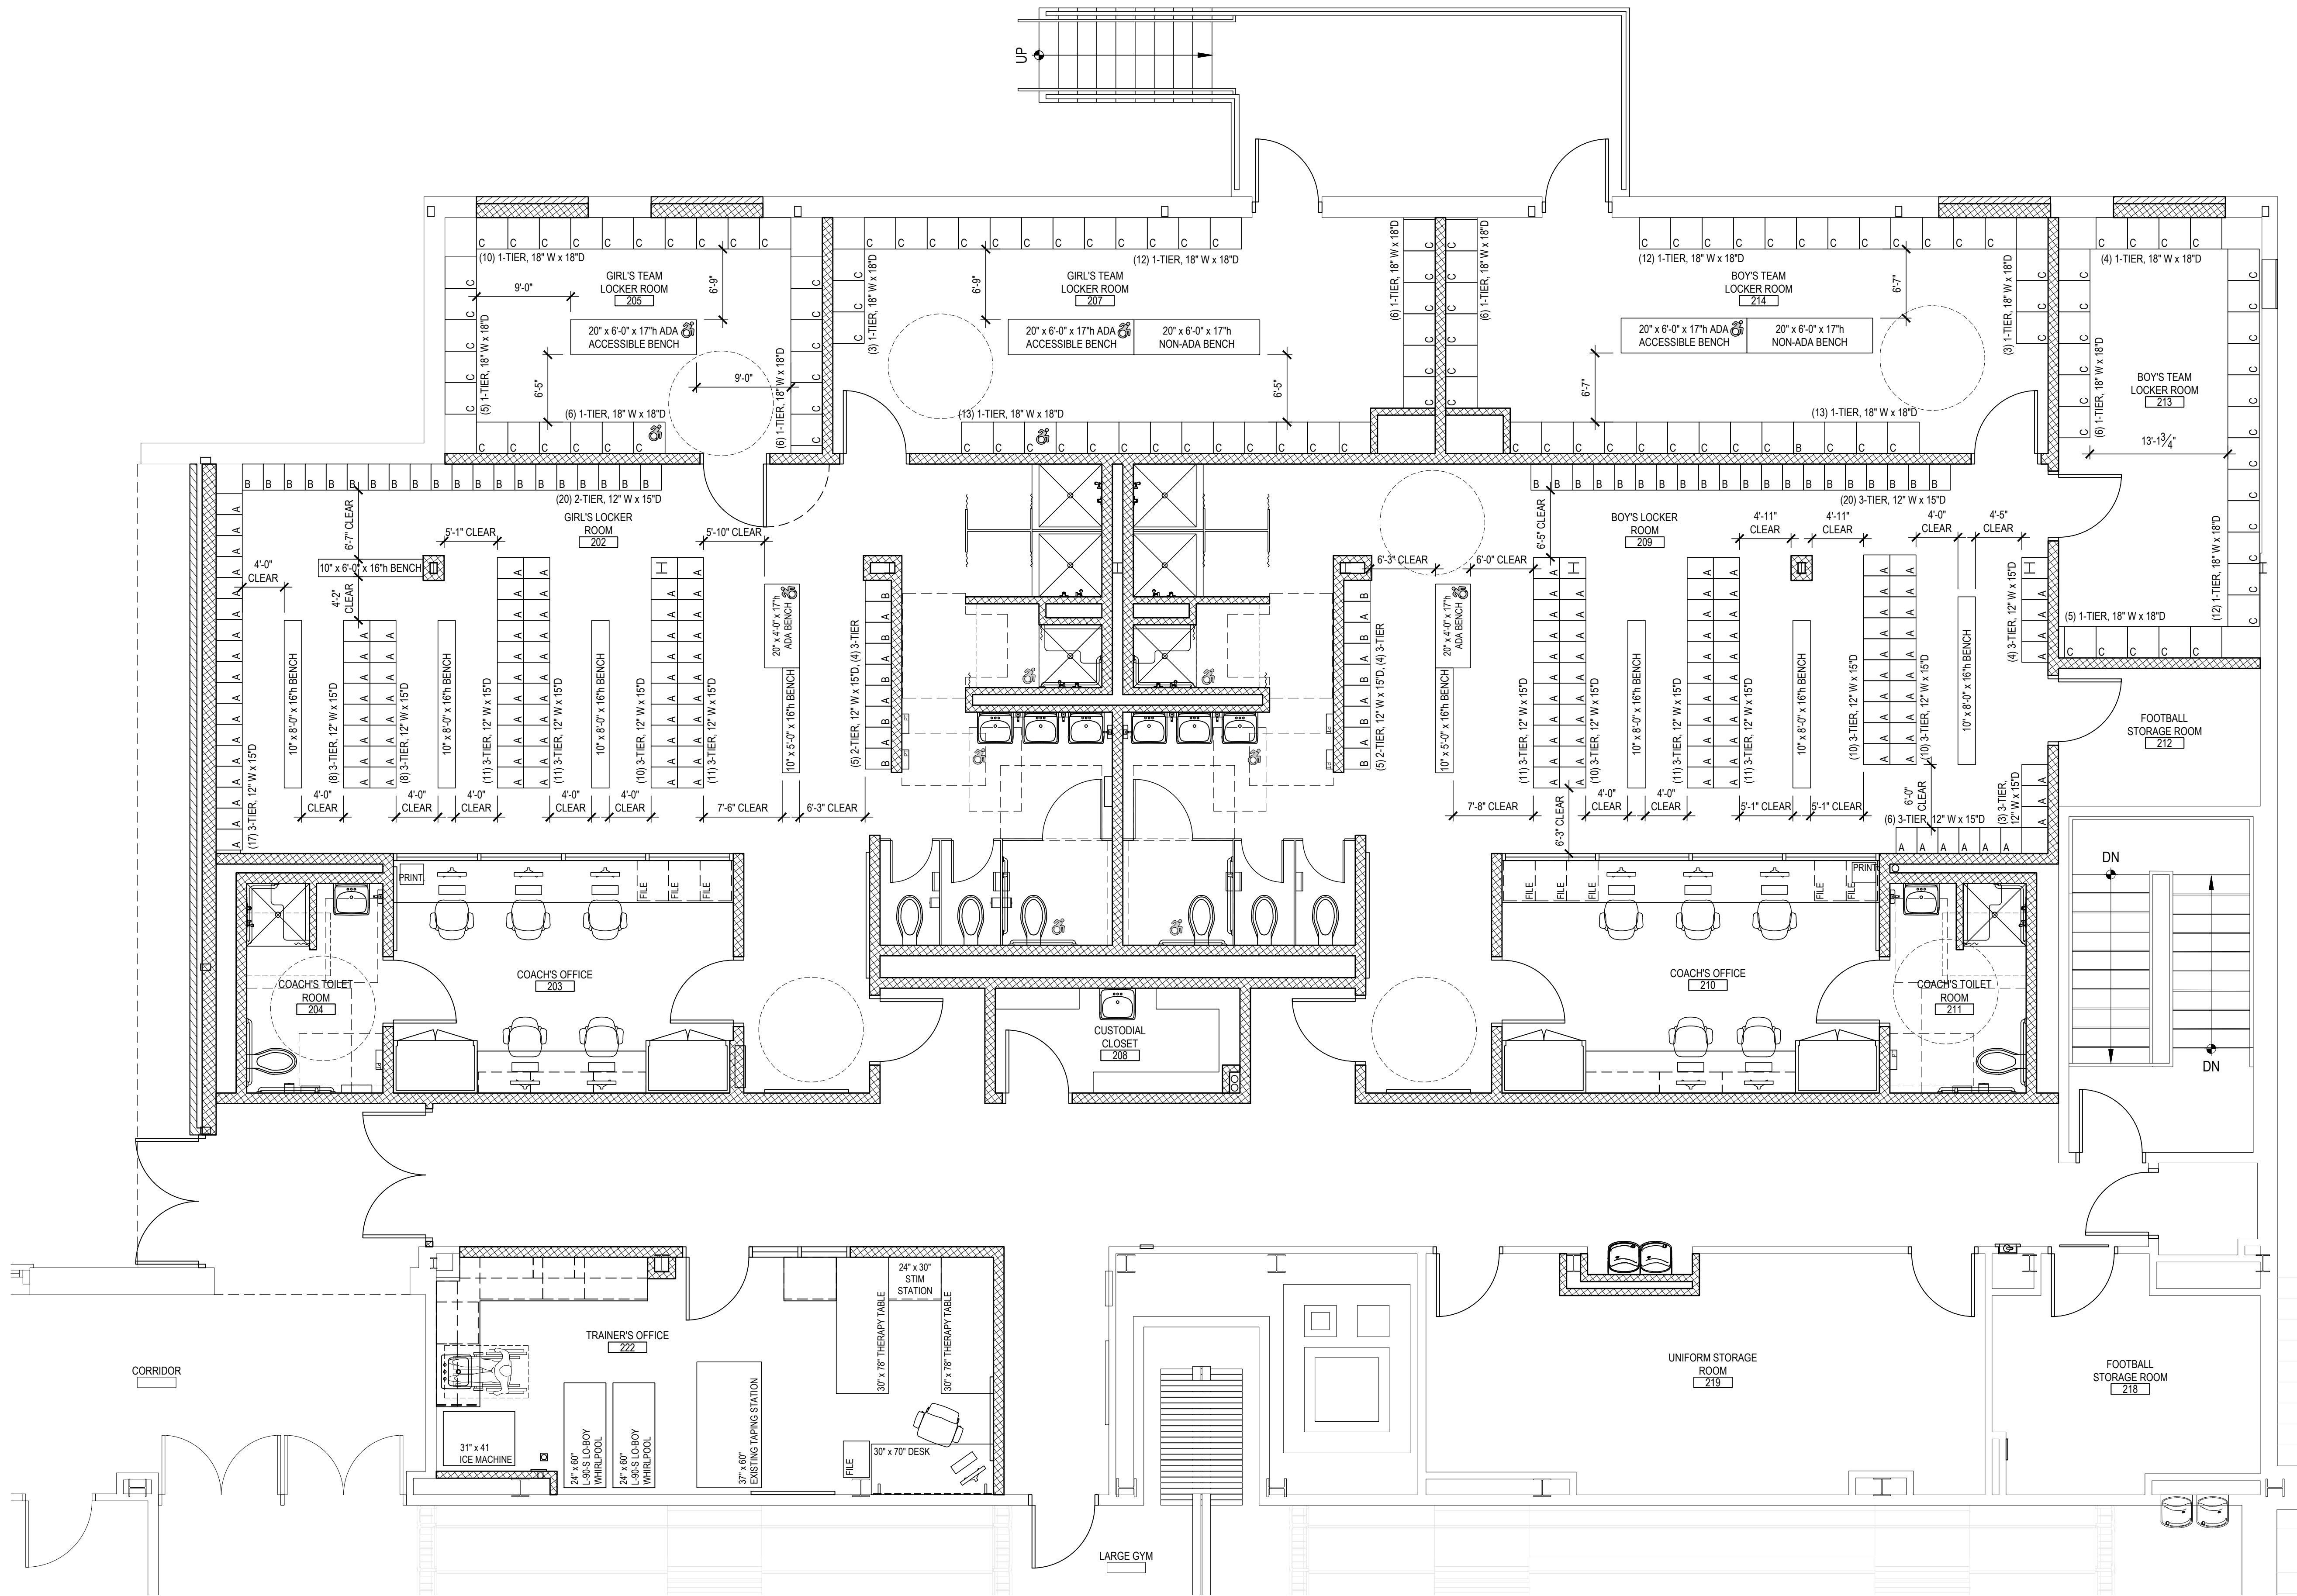 UP
C C C C C C C C C C
(10) 1-TIER, 18" W x 18"D
GIRL'S TEAM
LOCKER ROOM
205
9'-0"
6'-9"
20" x 6'-0" x 17"h ADA
ACCESSIBLE BENCH
6'-5"
9'-0"
(5) 1-TIER, 18" W x 18"D
C C C C C
(6) 1-TIER, 18" W x 18"D
C C C C C C
(6) 1-TIER, 18" W x 18"D
C C C C C C
C C C C C C C C C C C C
(12) 1-TIER, 18" W x 18"D
(3) 1-TIER, 18" W x 18"D
C C C
GIRL'S TEAM
LOCKER ROOM
207
6'-9"
20" x 6'-0" x 17"h ADA
ACCESSIBLE BENCH
20" x 6'-0" x 17"h
NON-ADA BENCH
6'-5"
(13) 1-TIER, 18" W x 18"D
C C C C C C C C C C C C C
(6) 1-TIER, 18" W x 18"D
C C C C C C
C C C C C C
(6) 1-TIER, 18" W x 18"D
C C C C C C C C C C C C
(12) 1-TIER, 18" W x 18"D
BOY'S TEAM
LOCKER ROOM
214
6'-7"
20" x 6'-0" x 17"h ADA
ACCESSIBLE BENCH
20" x 6'-0" x 17"h
NON-ADA BENCH
6'-7"
(3) 1-TIER, 18" W x 18"D
C C C
(13) 1-TIER, 18" W x 18"D
C C C C C C C C C B C C C
C C C C
(4) 1-TIER, 18" W x 18"D
(6) 1-TIER, 18" W x 18"D
C C C C C C
BOY'S TEAM
LOCKER ROOM
213
13'-1 3/4"
(12) 1-TIER, 18" W x 18"D
C C C C C C C C C C C C
(5) 1-TIER, 18" W x 18"D
C C C C C
B B B B B B B B B B B B B B B B B B B B
(20) 2-TIER, 12" W x 15"D
GIRL'S LOCKER
ROOM
202
6'-7" CLEAR
5'-1" CLEAR
5'-10" CLEAR
10" x 6'-0" x 16"h BENCH
4'-0"
CLEAR
4'-2"
CLEAR
A A A A A A A A A A A A A A A A A
(17) 3-TIER, 12" W x 15"D
10" x 8'-0" x 16"h BENCH
(8) 3-TIER, 12" W x 15"D
A A A A A A A A
A A A A A A A A
(8) 3-TIER, 12" W x 15"D
10" x 8'-0" x 16"h BENCH
(11) 3-TIER, 12" W x 15"D
A A A A A A A A A A A
A A A A A A A A A A A
(11) 3-TIER, 12" W x 15"D
10" x 8'-0" x 16"h BENCH
(10) 3-TIER, 12" W x 15"D
A A A A A A A A A A
A A A A A A A A A A A
(11) 3-TIER, 12" W x 15"D
20" x 4'-0" x 17"h
ADA BENCH
10" x 5'-0" x 16"h BENCH
(5) 2-TIER, 12" W x 15"D, (4) 3-TIER
B A B A B A B A B
4'-0"
CLEAR
4'-0"
CLEAR
4'-0"
CLEAR
4'-0"
CLEAR
4'-0"
CLEAR
7'-6" CLEAR
6'-3" CLEAR
B B B B B B B B B B B B B B B B B B B B
(20) 3-TIER, 12" W x 15"D
BOY'S LOCKER
ROOM
209
6'-5" CLEAR
6'-3" CLEAR
6'-0" CLEAR
4'-11"
CLEAR
4'-11"
CLEAR
4'-0"
CLEAR
4'-5"
CLEAR
B A B A B A B A B
(5) 2-TIER, 12" W x 15"D, (4) 3-TIER
20" x 4'-0" x 17"h
ADA BENCH
10" x 5'-0" x 16"h BENCH
(11) 3-TIER, 12" W x 15"D
A A A A A A A A A A A
A A A A A A A A A A
(10) 3-TIER, 12" W x 15"D
10" x 8'-0" x 16"h BENCH
(11) 3-TIER, 12" W x 15"D
A A A A A A A A A A A
A A A A A A A A A A A
(11) 3-TIER, 12" W x 15"D
10" x 8'-0" x 16"h BENCH
(10) 3-TIER, 12" W x 15"D
A A A A A A A A A A
A A A A A A A A A A
(10) 3-TIER, 12" W x 15"D
10" x 8'-0" x 16"h BENCH
(4) 3-TIER, 12" W x 15"D
A A A A
7'-8" CLEAR
6'-3" CLEAR
4'-0"
CLEAR
4'-0"
CLEAR
5'-1" CLEAR
5'-1" CLEAR
6'-0"
CLEAR
(6) 3-TIER, 12" W x 15"D
A A A A A A
(3) 3-TIER,
12" W x 15"D
A A A
FOOTBALL
STORAGE ROOM
212
DN
DN
PRINT
FILE
FILE
FILE
COACH'S OFFICE
203
COACH'S TOILET
ROOM
204
CUSTODIAL
CLOSET
208
FILE
FILE
FILE
FILE
FILE
PRINT
COACH'S OFFICE
210
COACH'S TOILET
ROOM
211
24" x 30"
STIM
STATION
30" x 78" THERAPY TABLE
30" x 78" THERAPY TABLE
TRAINER'S OFFICE
222
31" x 41
ICE MACHINE
24" x 60"
L-90-S LO-BOY
WHIRLPOOL
24" x 60"
L-90-S LO-BOY
WHIRLPOOL
37" x 60"
EXISTING TAPING STATION
FILE
30" x 70" DESK
CORRIDOR
UNIFORM STORAGE
ROOM
219
FOOTBALL
STORAGE ROOM
218
LARGE GYM